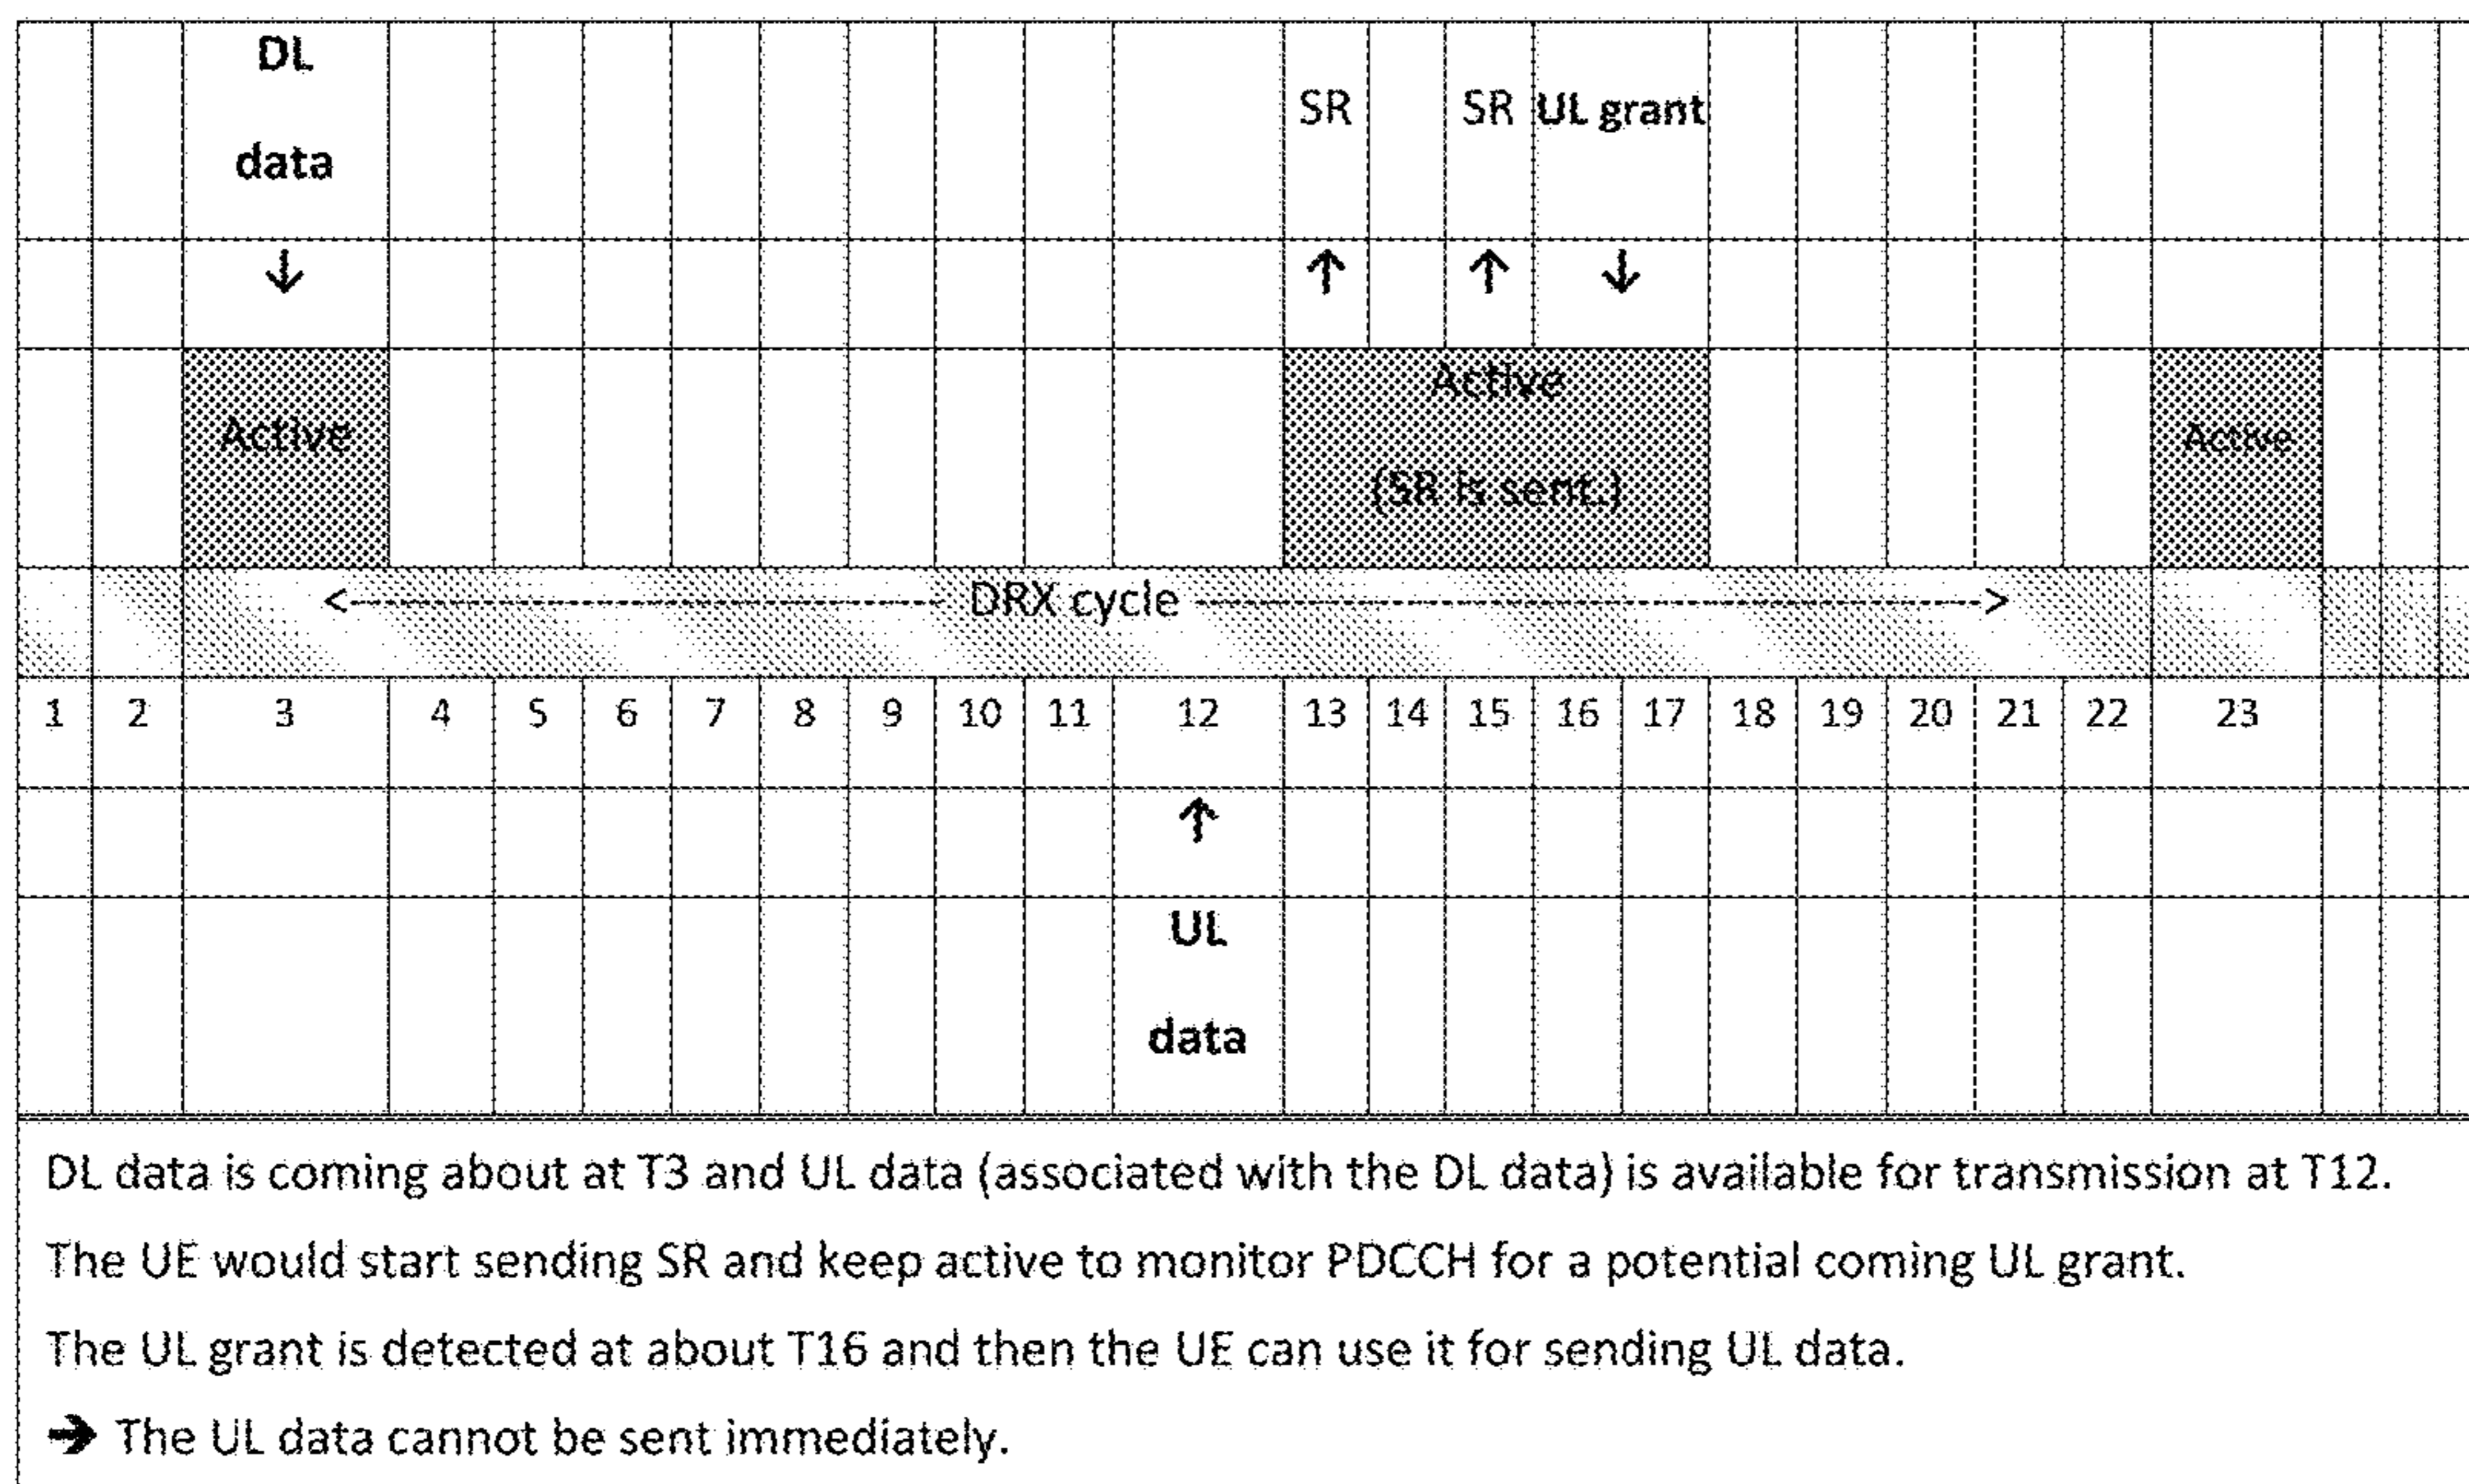 DL
data
SR SR UL grant
↓ ↑ ↑ ↓
Active Active Active
(SR is sent.)
<-------------------- DRX cycle -------------------->
1 2 3 4 5 6 7 8 9 10 11 12 13 14 15 16 17 18 19 20 21 22 23
↑
UL
data
DL data is coming about at T3 and UL data (associated with the DL data) is available for transmission at T12.
The UE would start sending SR and keep active to monitor PDCCH for a potential coming UL grant.
The UL grant is detected at about T16 and then the UE can use it for sending UL data.
➔ The UL data cannot be sent immediately.